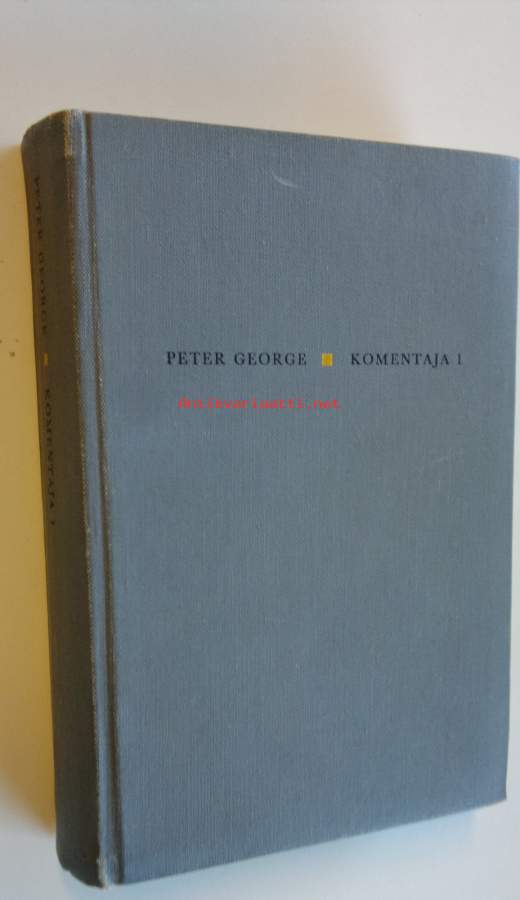 PETER GEORGE KOMENTAJA 1
antikvariaatti.net
PETER GEORGE KOMENTAJA 1